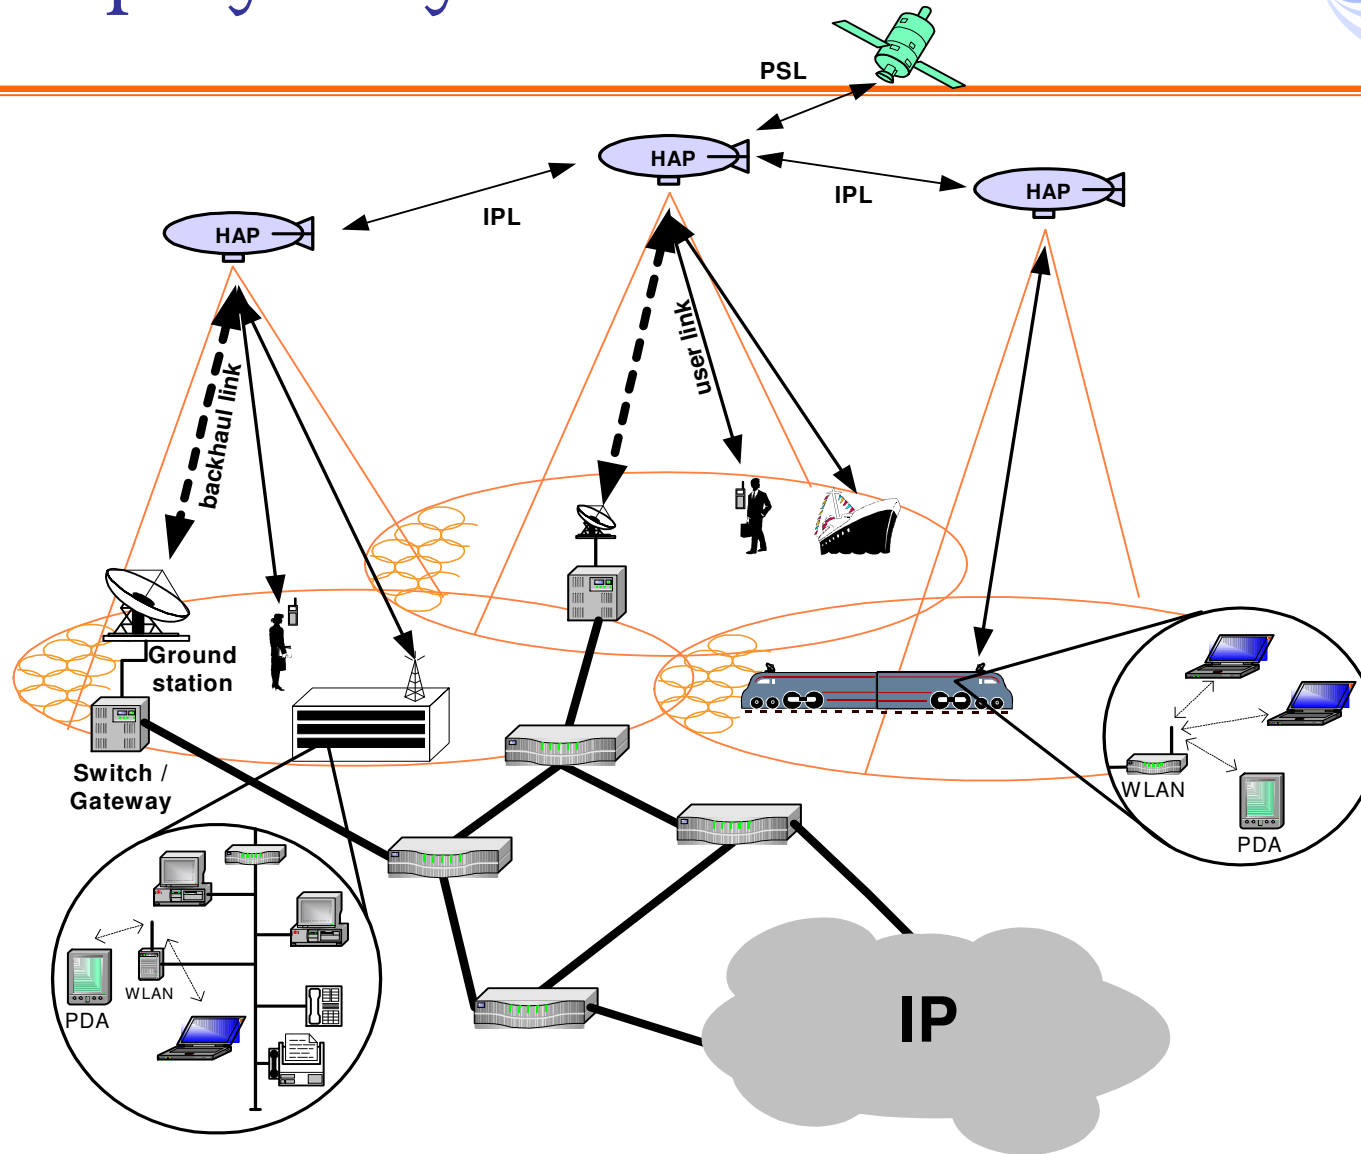 PSL
HAP
HAP
IPL
IPL
HAP
user link
backhaul link
Ground
station
Switch /
Gateway
WLAN
PDA
WLAN
PDA
IP